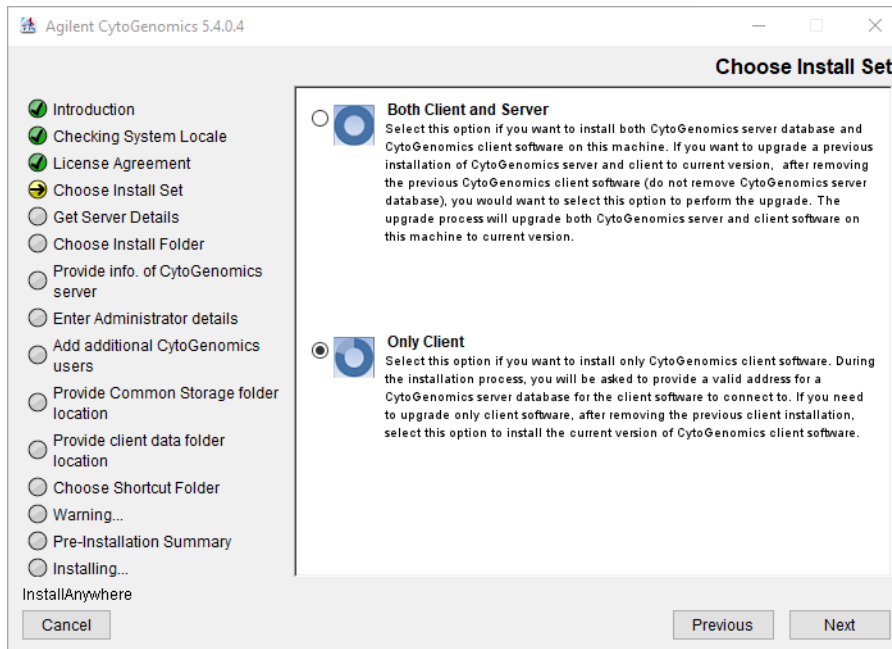 Agilent CytoGenomics 5.4.0.4
Choose Install Set
Introduction
Checking System Locale
License Agreement
Choose Install Set
Get Server Details
Choose Install Folder
Provide info. of CytoGenomics
server
Enter Administrator details
Add additional CytoGenomics
users
Provide Common Storage folder
location
Provide client data folder
location
Choose Shortcut Folder
Warning...
Pre-Installation Summary
Installing...
Both Client and Server
Select this option if you want to install both CytoGenomics server database and
CytoGenomics client software on this machine. If you want to upgrade a previous
installation of CytoGenomics server and client to current version, after removing
the previous CytoGenomics client software (do not remove CytoGenomics server
database), you would want to select this option to perform the upgrade. The
upgrade process will upgrade both CytoGenomics server and client software on
this machine to current version.
Only Client
Select this option if you want to install only CytoGenomics client software. During
the installation process, you will be asked to provide a valid address for a
CytoGenomics server database for the client software to connect to. If you need
to upgrade only client software, after removing the previous client installation,
select this option to install the current version of CytoGenomics client software.
InstallAnywhere
Cancel
Previous
Next